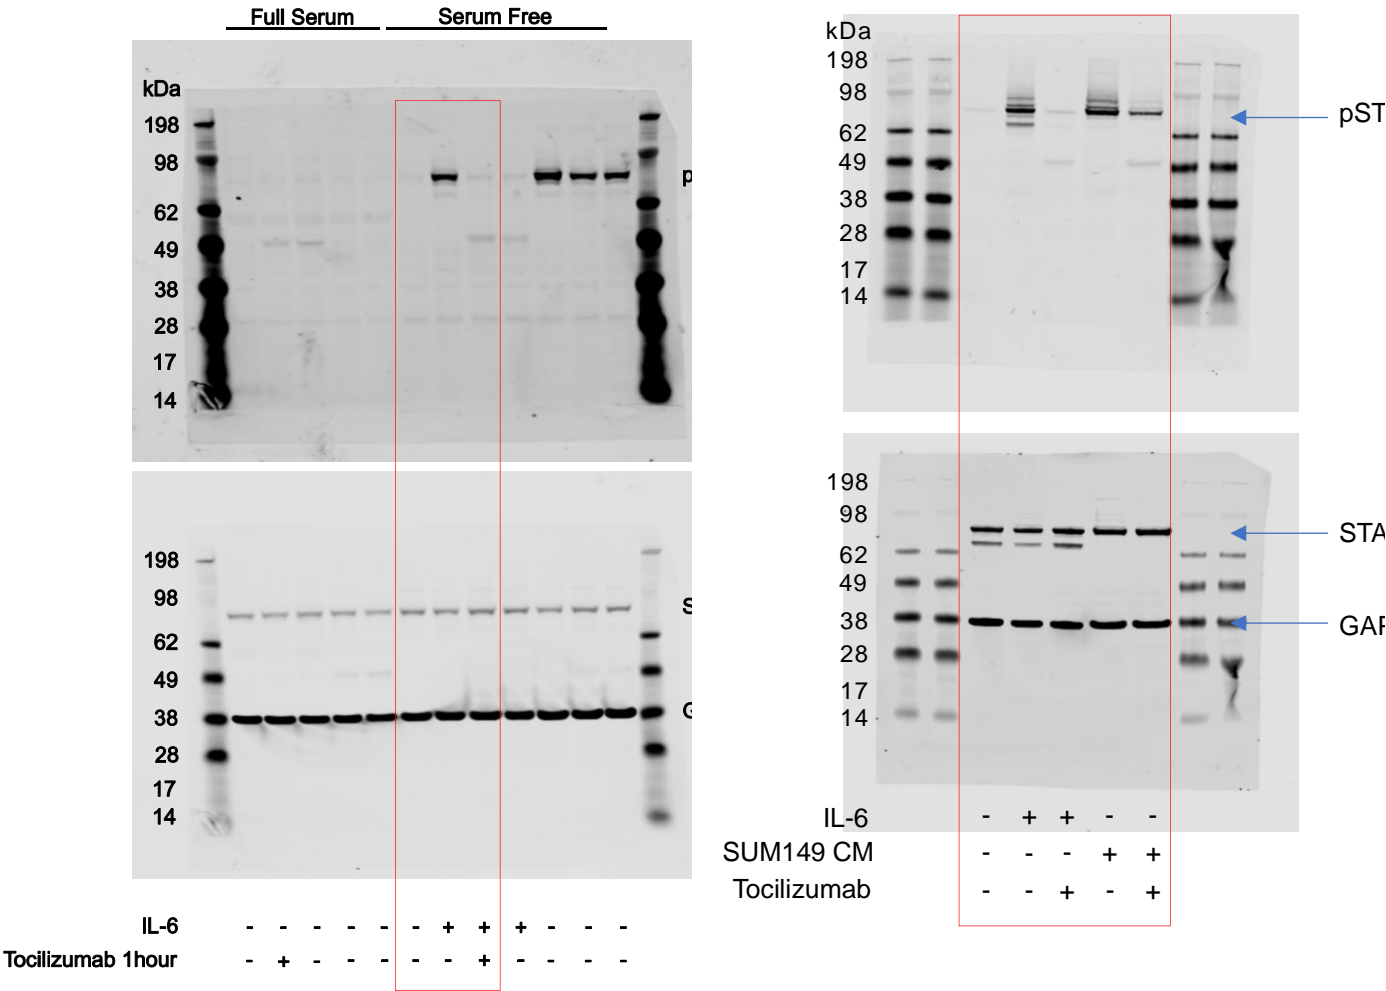 Full Serum Serum Free
kDa
198
98
62
49
38
28
17
14
p
198
98
62
49
38
28
17
14
S
G
IL-6 - - - - - - + + + - - -
Tocilizumab 1hour - + - - - - - + - - - -
kDa
198
98
62
49
38
28
17
14
pST
198
98
62
49
38
28
17
14
STA
GAP
IL-6 - + + - -
SUM149 CM - - - + +
Tocilizumab - - + - +